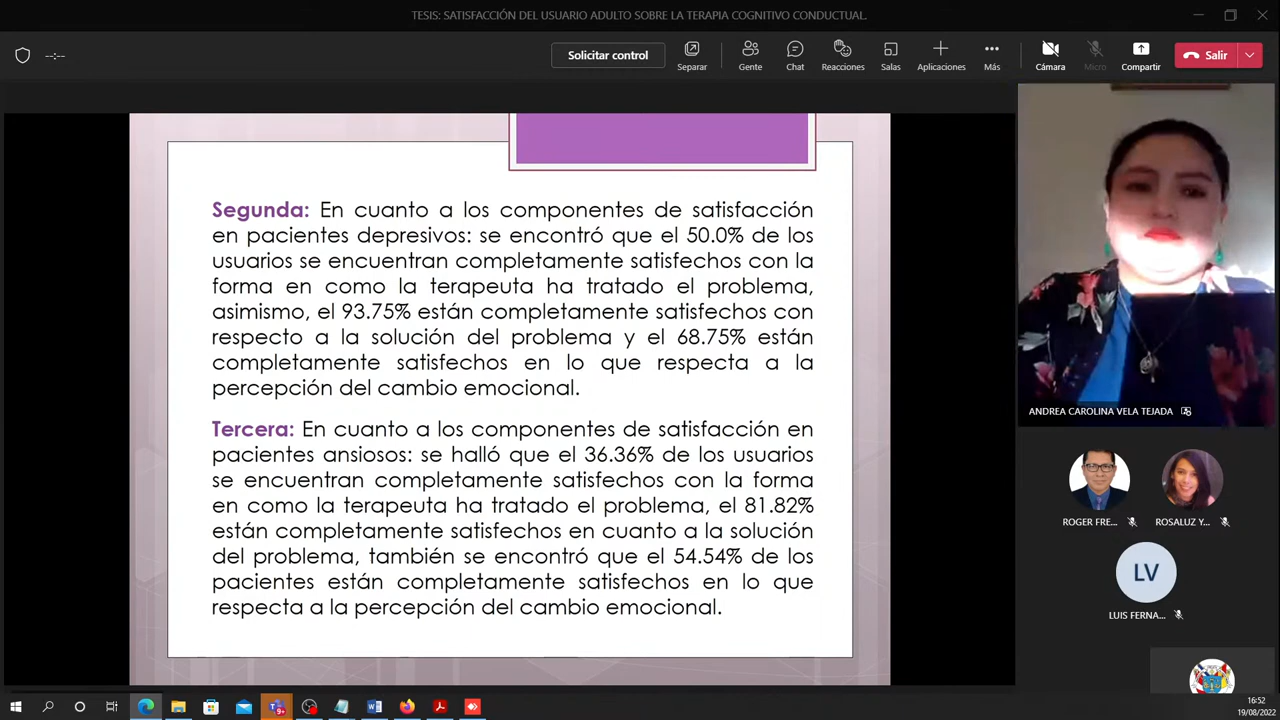 TESIS: SATISFACCIÓN DEL USUARIO ADULTO SOBRE LA TERAPIA COGNITIVO CONDUCTUAL.
--:--
Solicitar control
Separar
Gente
Chat
Reacciones
Salas
Aplicaciones
Más
Cámara
Micro
Compartir
Salir
Segunda: En cuanto a los componentes de satisfacción
en pacientes depresivos: se encontró que el 50.0% de los
usuarios se encuentran completamente satisfechos con la
forma en como la terapeuta ha tratado el problema,
asimismo, el 93.75% están completamente satisfechos con
respecto a la solución del problema y el 68.75% están
completamente satisfechos en lo que respecta a la
percepción del cambio emocional.
Tercera: En cuanto a los componentes de satisfacción en
pacientes ansiosos: se halló que el 36.36% de los usuarios
se encuentran completamente satisfechos con la forma
en como la terapeuta ha tratado el problema, el 81.82%
están completamente satisfechos en cuanto a la solución
del problema, también se encontró que el 54.54% de los
pacientes están completamente satisfechos en lo que
respecta a la percepción del cambio emocional.
ANDREA CAROLINA VELA TEJADA
ROGER FRE...
ROSALUZ Y...
LV
LUIS FERNA...
16:52
19/08/2022